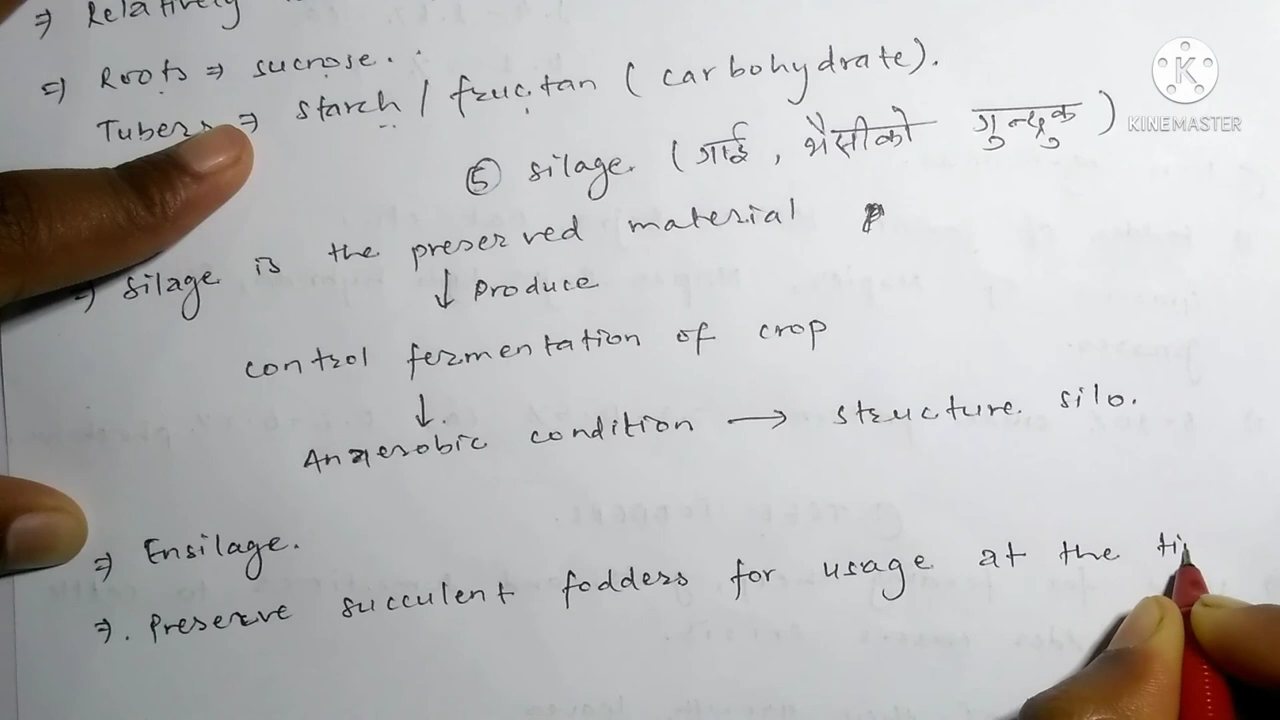 ⇒ Relatively
⇒ Roots ⇒ sucrose.
Tubers ⇒ starch / fructan (carbohydrate).
⑤ silage. (गाई, भैसीको गुन्द्रुक)
⇒ silage is the preserved material
↓ produce
control fermentation of crop
↓
Anaerobic condition → structure silo.
⇒ Ensilage.
⇒. Preserve succulent fodders for usage at the ti
K
KINEMASTER